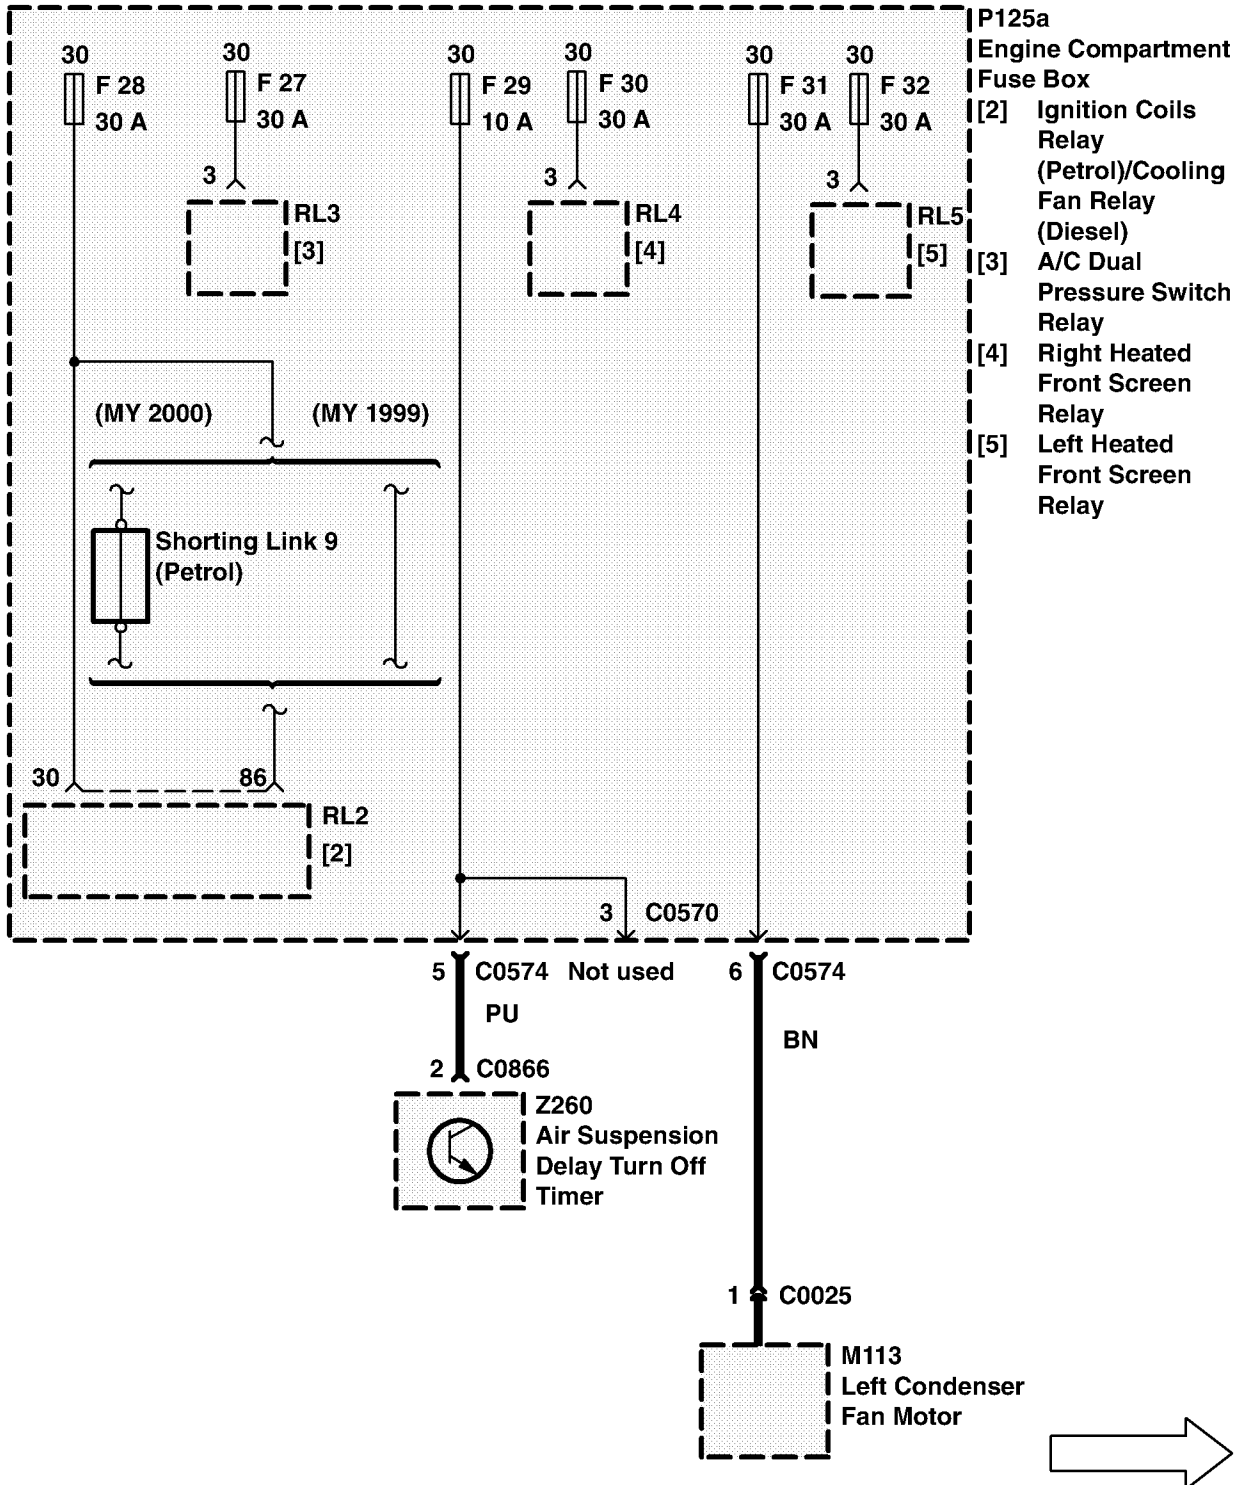 P125a
Engine Compartment
Fuse Box
[2] Ignition Coils
Relay
(Petrol)/Cooling
Fan Relay
(Diesel)
[3] A/C Dual
Pressure Switch
Relay
[4] Right Heated
Front Screen
Relay
[5] Left Heated
Front Screen
Relay
30 30 30 30 30 30
F 28 F 27 F 29 F 30 F 31 F 32
30 A 30 A 10 A 30 A 30 A 30 A
3 3 3
RL3 RL4 RL5
[3] [4] [5]
(MY 2000) (MY 1999)
Shorting Link 9
(Petrol)
30 86
RL2
[2]
3 C0570
5 C0574 Not used 6 C0574
PU
BN
2 C0866
Z260
Air Suspension
Delay Turn Off
Timer
1 C0025
M113
Left Condenser
Fan Motor